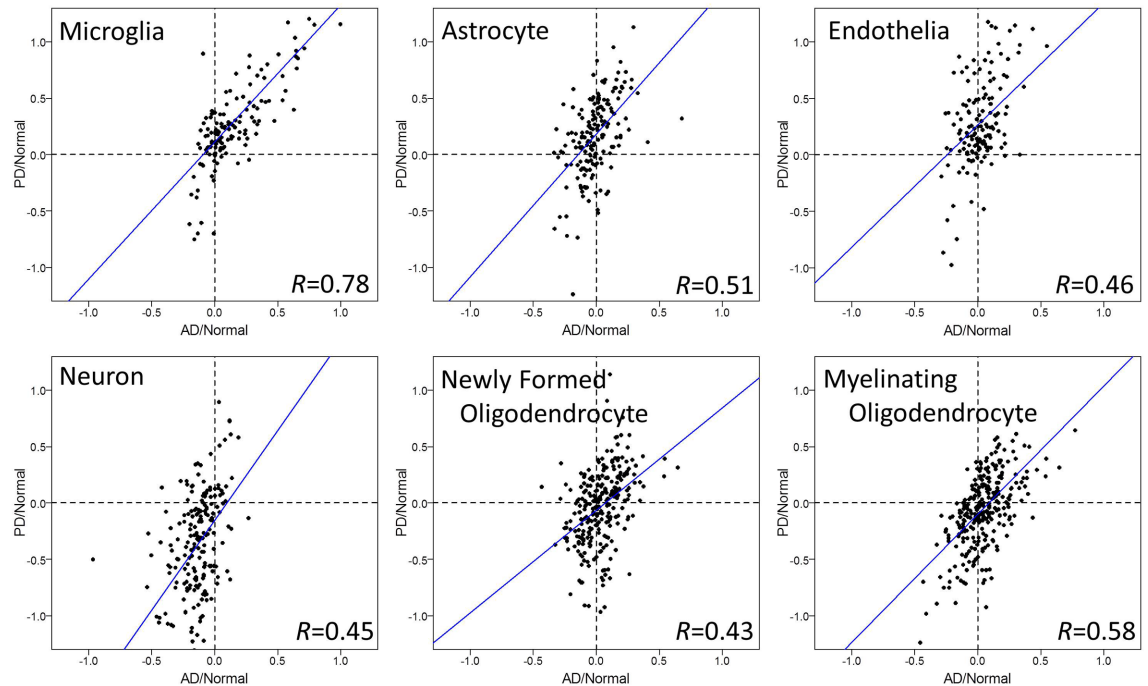 Microglia
1.0
0.5
0.0
-0.5
-1.0
PD/Normal
R=0.78
-1.0 -0.5 0.0 0.5 1.0
AD/Normal
Astrocyte
1.0
0.5
0.0
-0.5
-1.0
PD/Normal
R=0.51
-1.0 -0.5 0.0 0.5 1.0
AD/Normal
Endothelia
1.0
0.5
0.0
-0.5
-1.0
PD/Normal
R=0.46
-1.0 -0.5 0.0 0.5 1.0
AD/Normal
Neuron
1.0
0.5
0.0
-0.5
-1.0
PD/Normal
R=0.45
-1.0 -0.5 0.0 0.5 1.0
AD/Normal
Newly Formed
Oligodendrocyte
1.0
0.5
0.0
-0.5
-1.0
PD/Normal
R=0.43
-1.0 -0.5 0.0 0.5 1.0
AD/Normal
Myelinating
Oligodendrocyte
1.0
0.5
0.0
-0.5
-1.0
PD/Normal
R=0.58
-1.0 -0.5 0.0 0.5 1.0
AD/Normal